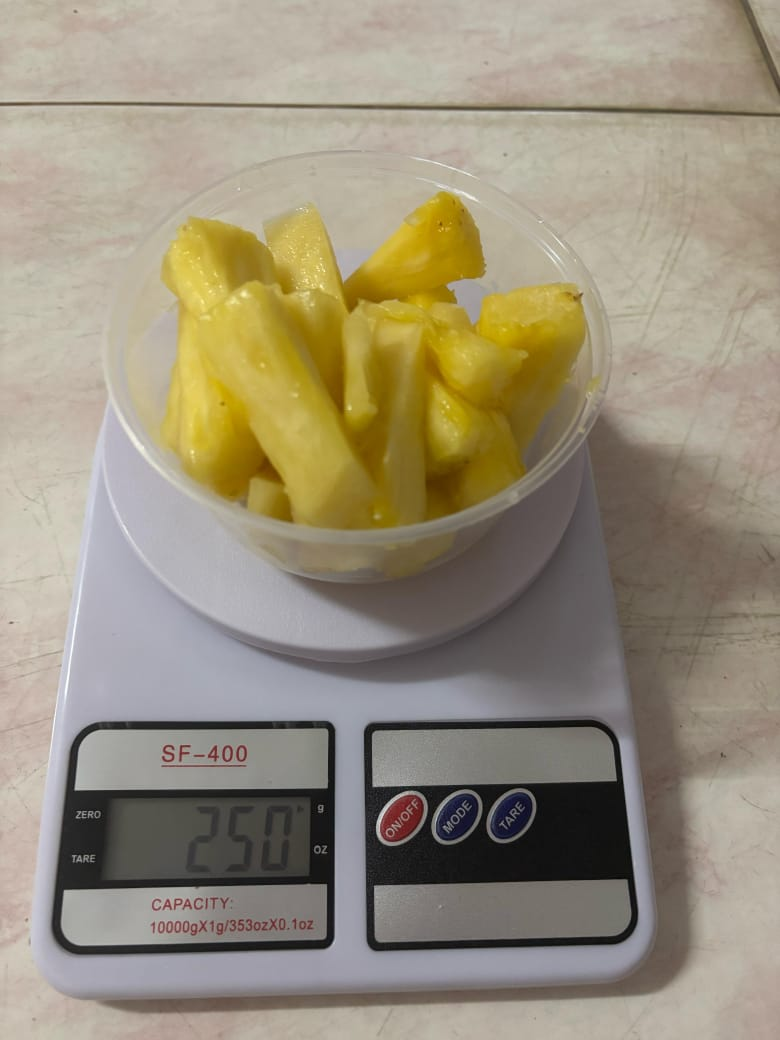 SF-400
ZERO
TARE
250
g
OZ
CAPACITY:
10000gX1g/353ozX0.1oz
ON/OFF
MODE
TARE